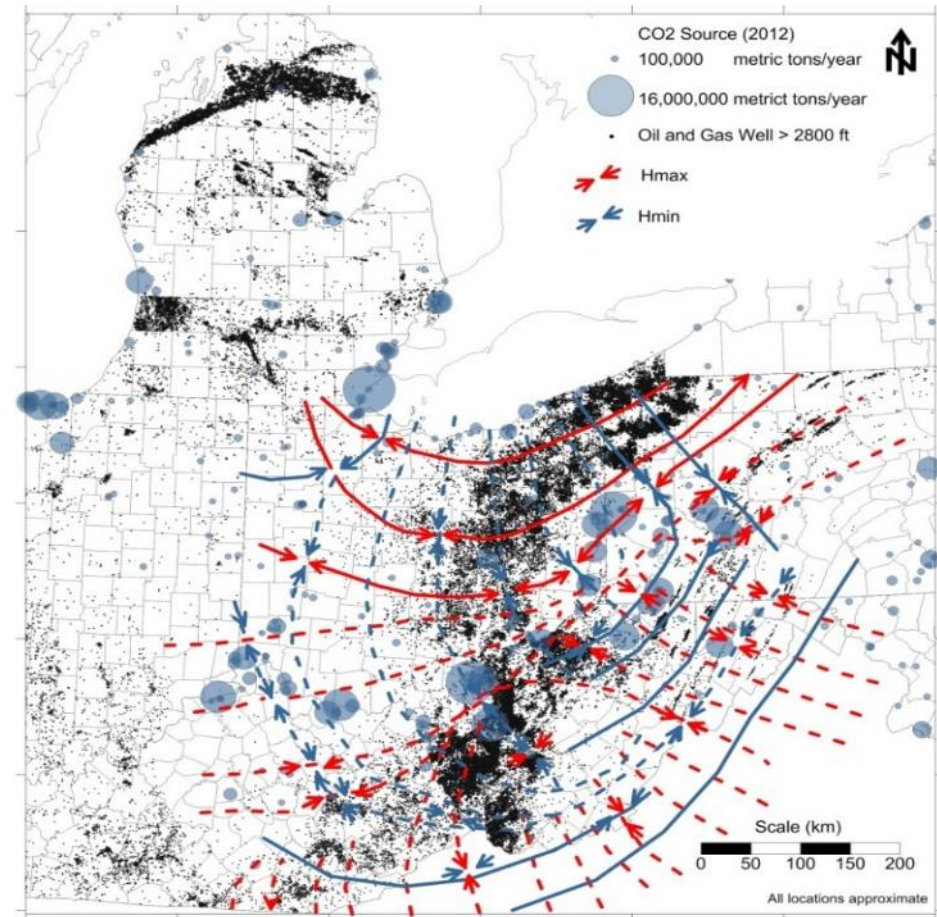 CO2 Source (2012)
100,000 metric tons/year
16,000,000 metrict tons/year
Oil and Gas Well > 2800 ft
Hmax
Hmin
N
Scale (km)
0 50 100 150 200
All locations approximate